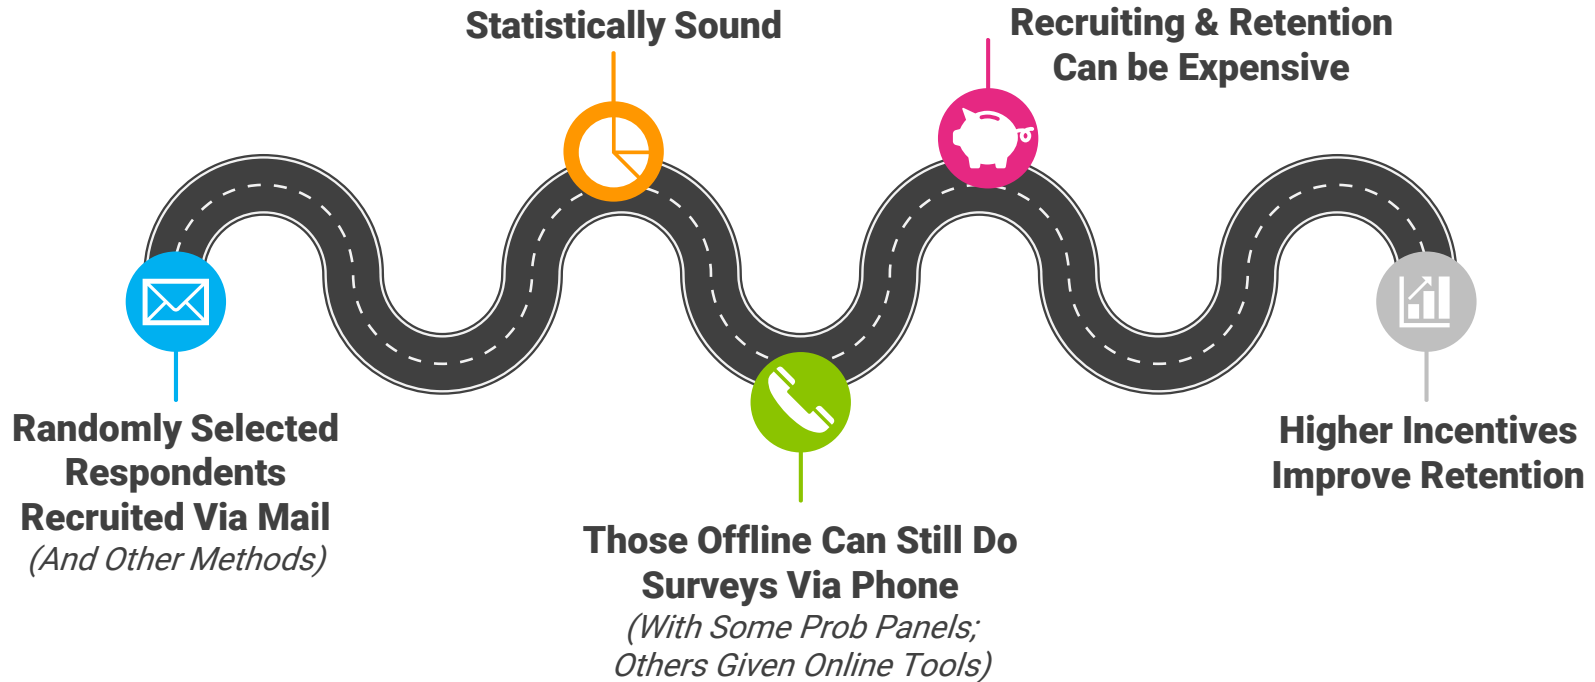 Statistically Sound
Recruiting & Retention
Can be Expensive
Randomly Selected
Respondents
Recruited Via Mail
(And Other Methods)
Those Offline Can Still Do
Surveys Via Phone
(With Some Prob Panels;
Others Given Online Tools)
Higher Incentives
Improve Retention